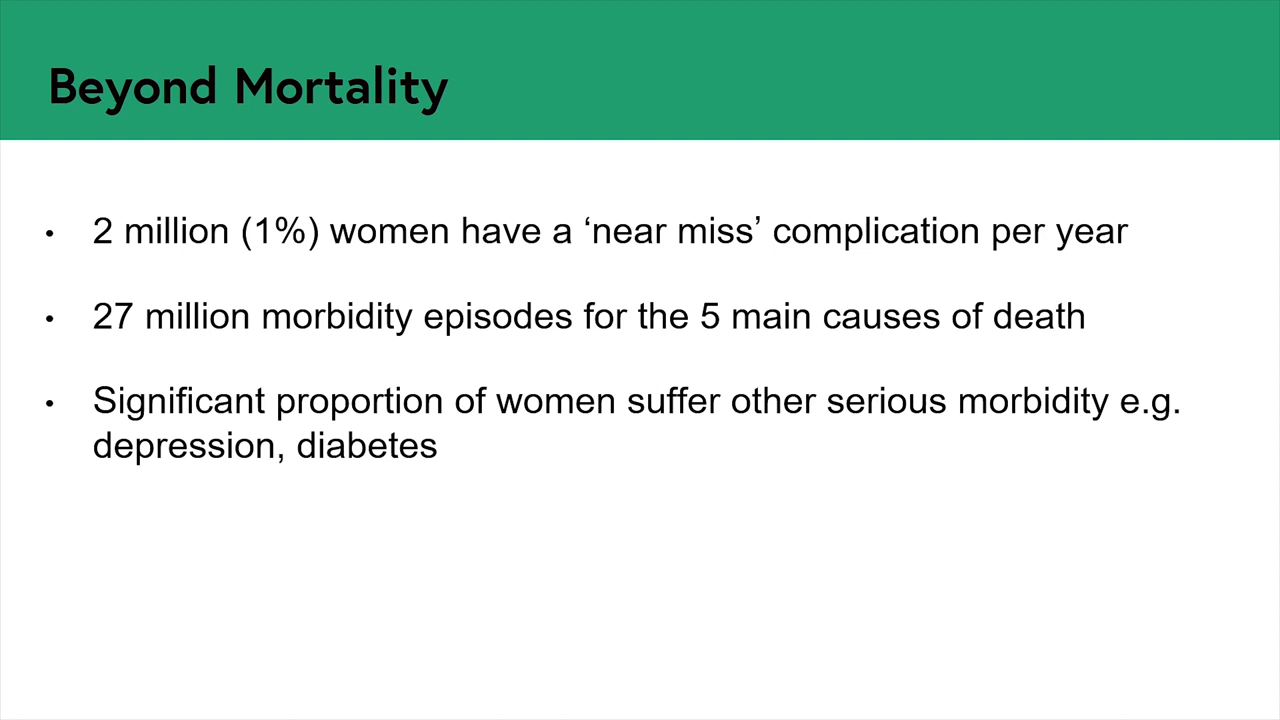 Beyond Mortality
• 2 million (1%) women have a ‘near miss’ complication per year
• 27 million morbidity episodes for the 5 main causes of death
• Significant proportion of women suffer other serious morbidity e.g.
depression, diabetes